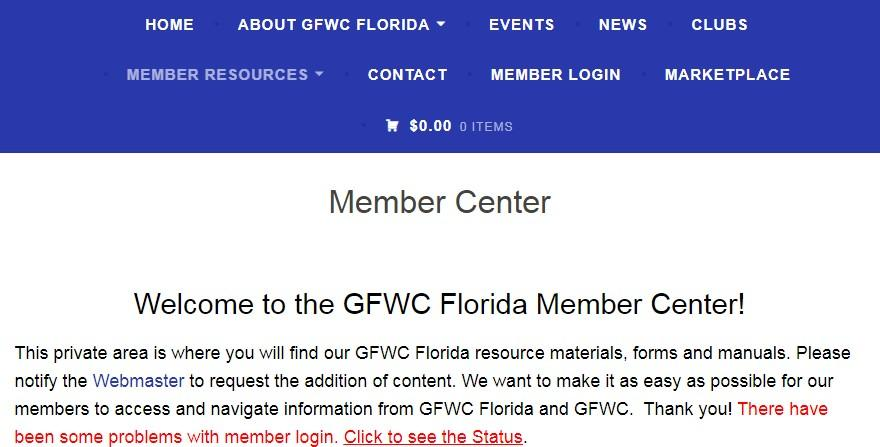 HOME ABOUT GFWC FLORIDA EVENTS NEWS CLUBS
MEMBER RESOURCES CONTACT MEMBER LOGIN MARKETPLACE
$0.00 0 ITEMS
Member Center
Welcome to the GFWC Florida Member Center!
This private area is where you will find our GFWC Florida resource materials, forms and manuals. Please
notify the Webmaster to request the addition of content. We want to make it as easy as possible for our
members to access and navigate information from GFWC Florida and GFWC.  Thank you! There have
been some problems with member login. Click to see the Status.